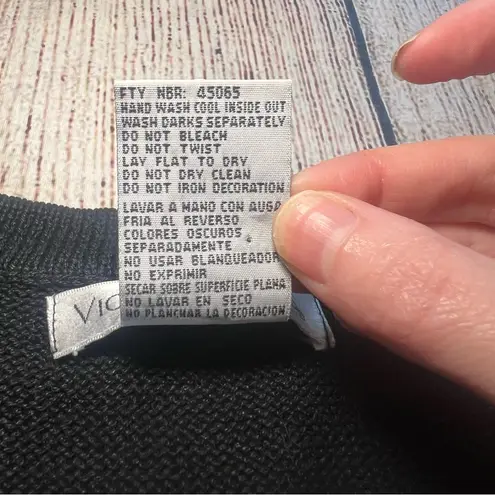 FTY NBR: 45065
HAND WASH COOL INSIDE OUT
WASH DARKS SEPARATELY
DO NOT BLEACH
DO NOT TWIST
LAY FLAT TO DRY
DO NOT DRY CLEAN
DO NOT IRON DECORATION
LAVAR A MANO CON AUGA
FRIA AL REVERSO
COLORES OSCUROS
SEPARADAMENTE
NO USAR BLANQUEADOR
NO EXPRIMIR
SECAR SOBRE SUPERFICIE PLANA
NO LAVAR EN SECO
NO PLANCHAR LA DECORACION